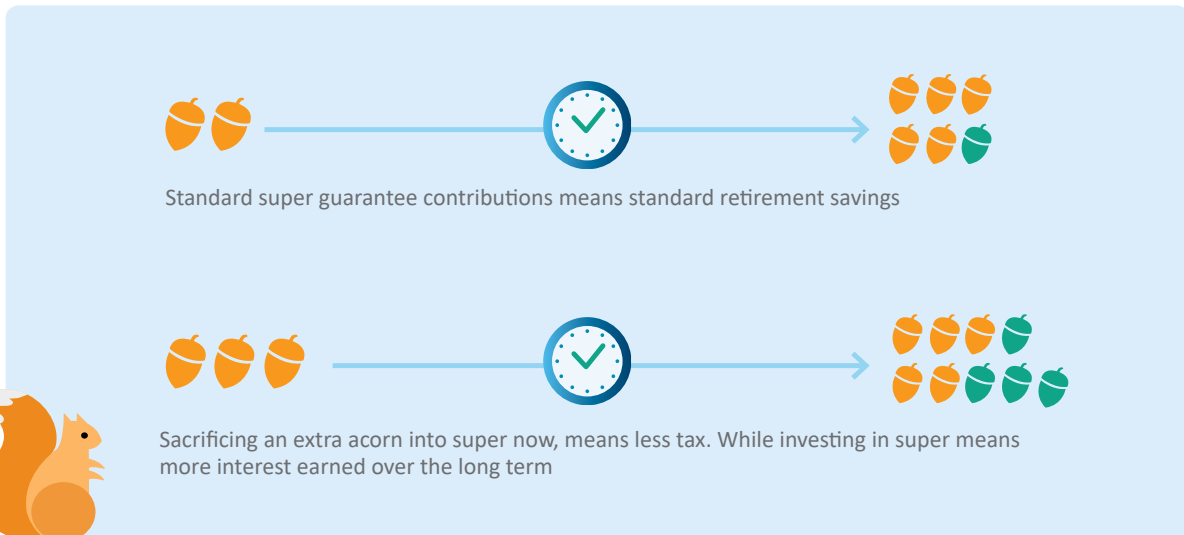 Standard super guarantee contributions means standard retirement savings
Sacrificing an extra acorn into super now, means less tax. While investing in super means
more interest earned over the long term